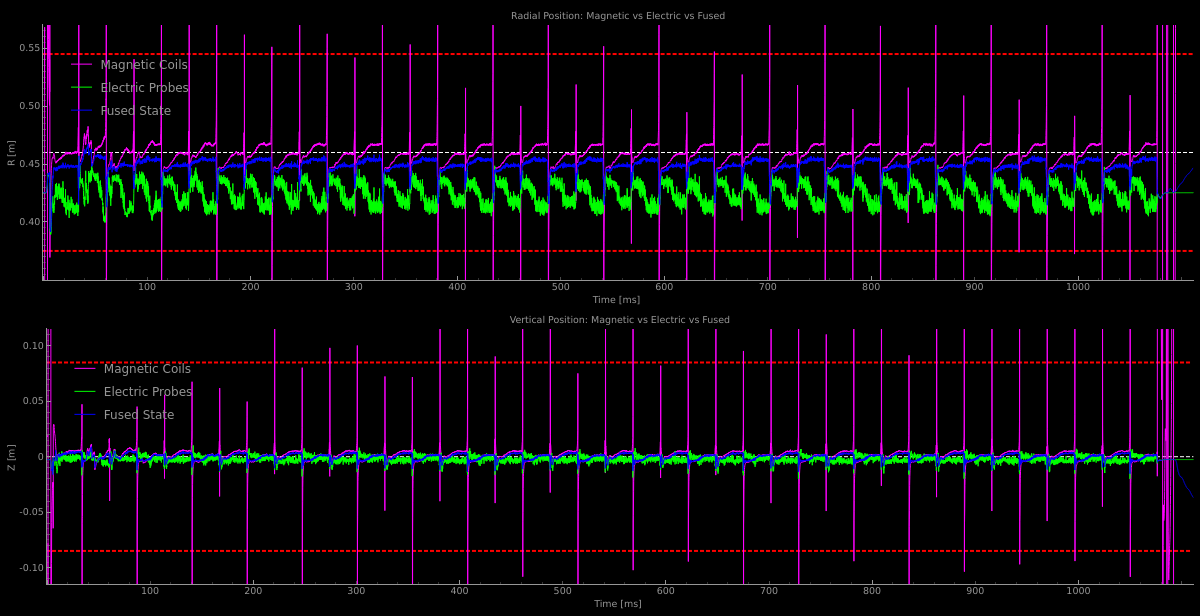 Radial Position: Magnetic vs Electric vs Fused
0.55
0.50
0.45
0.40
R [m]
Magnetic Coils
Electric Probes
Fused State
100 200 300 400 500 600 700 800 900 1000
Time [ms]
Vertical Position: Magnetic vs Electric vs Fused
0.10
0.05
0
-0.05
-0.10
Z [m]
Magnetic Coils
Electric Probes
Fused State
100 200 300 400 500 600 700 800 900 1000
Time [ms]